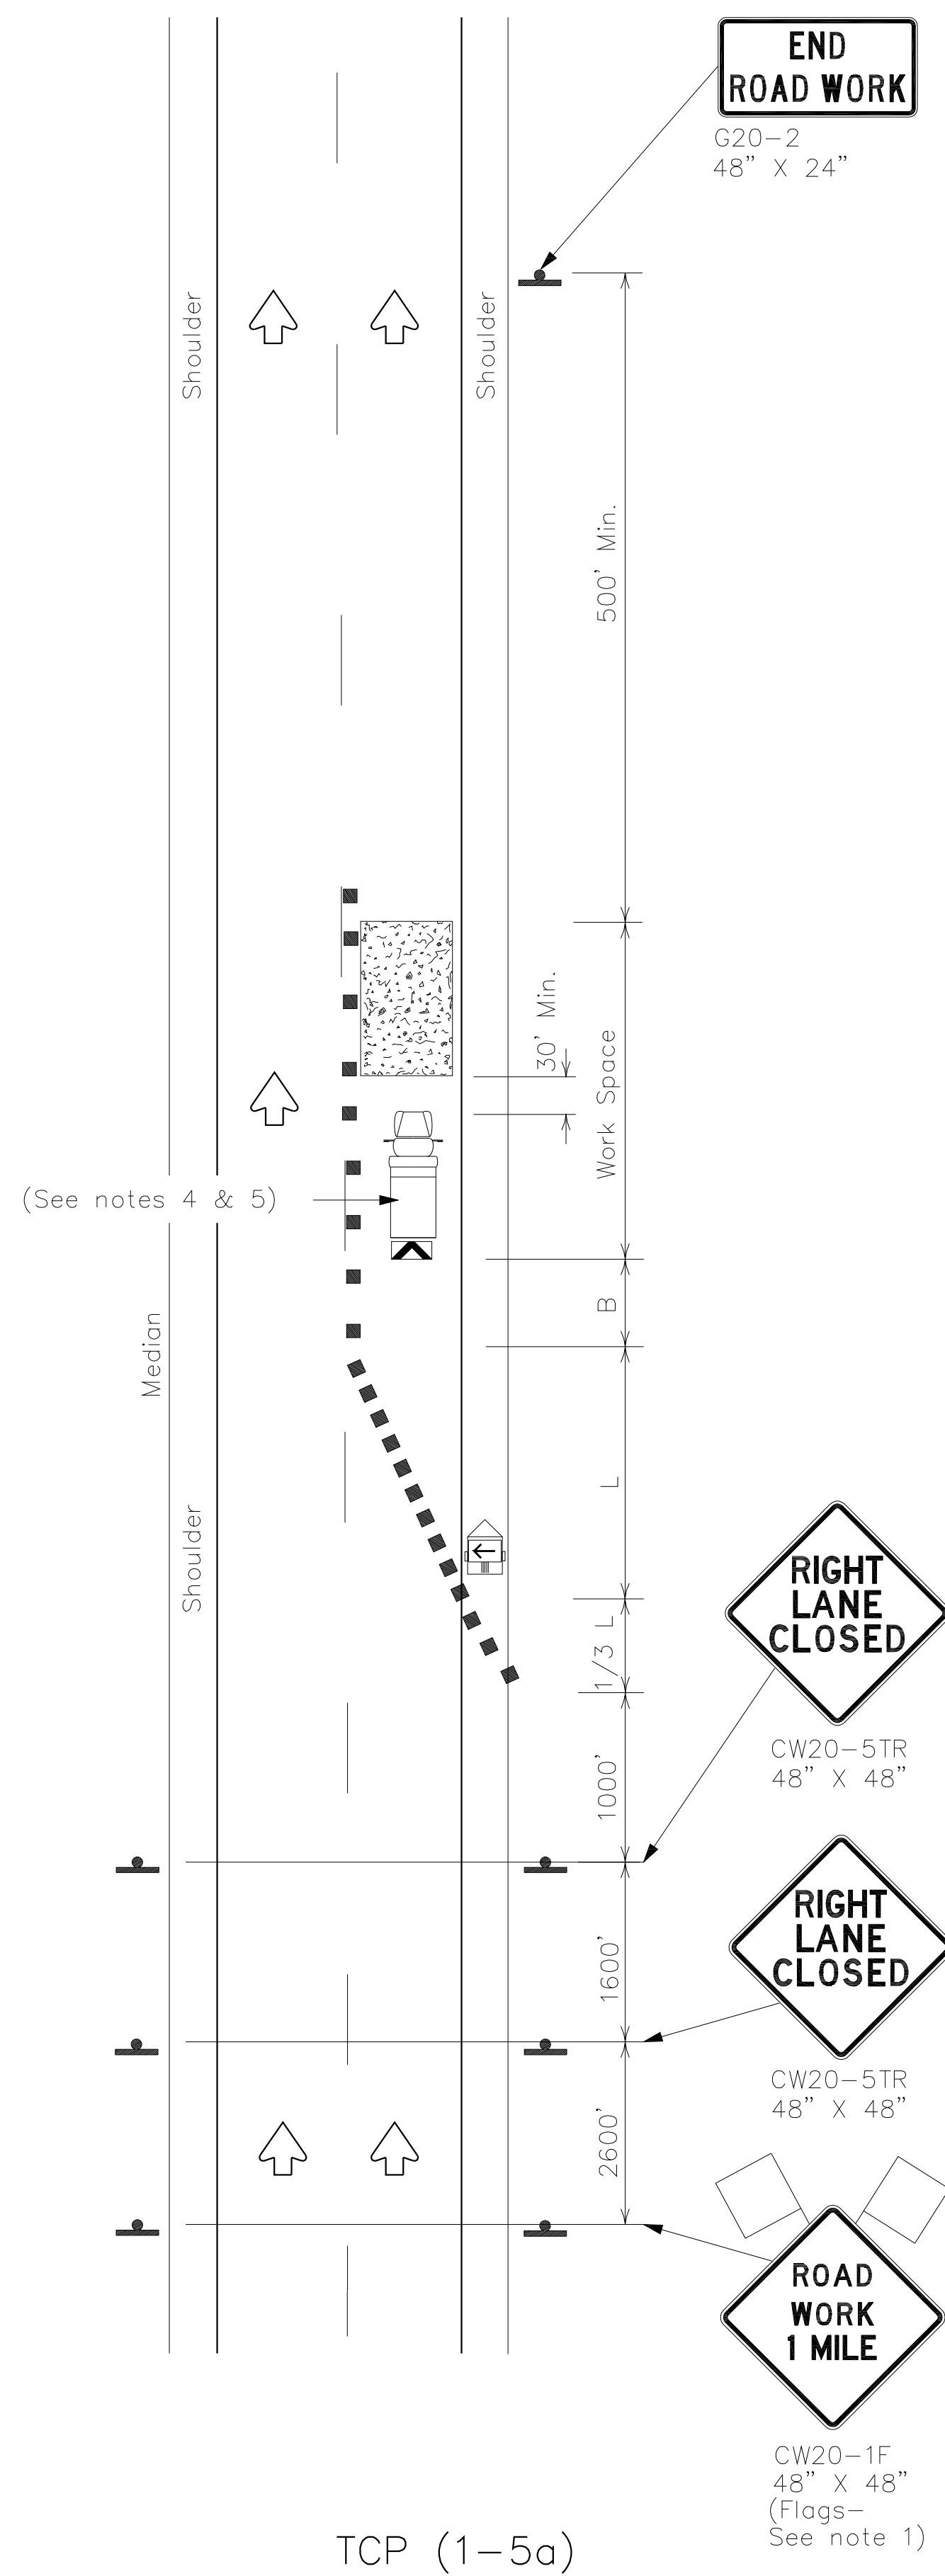 END
ROAD WORK
G20-2
48" X 24"
Shoulder
Shoulder
500' Min.
30' Min.
Work Space
(See notes 4 & 5)
B
Median
L
Shoulder
RIGHT
LANE
CLOSED
1/3 L
CW20-5TR
48" X 48"
1000'
RIGHT
LANE
CLOSED
1600'
CW20-5TR
48" X 48"
2600'
ROAD
WORK
1 MILE
CW20-1F
48" X 48"
(Flags-
See note 1)
TCP (1-5a)